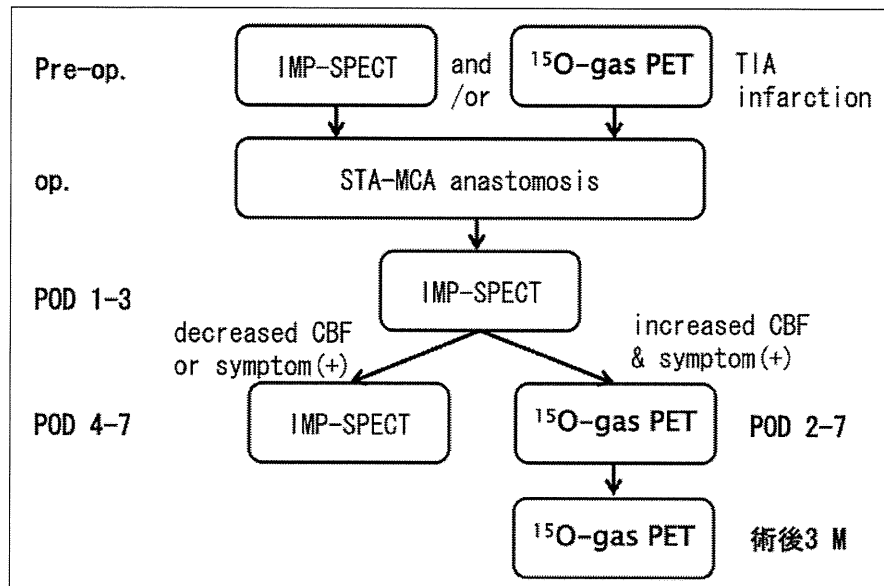 Pre-op.
IMP-SPECT
and
/or
¹⁵O-gas PET
TIA
infarction
op.
STA-MCA anastomosis
POD 1-3
IMP-SPECT
decreased CBF
or symptom(+)
increased CBF
& symptom(+)
POD 4-7
IMP-SPECT
¹⁵O-gas PET
POD 2-7
¹⁵O-gas PET
術後3 M